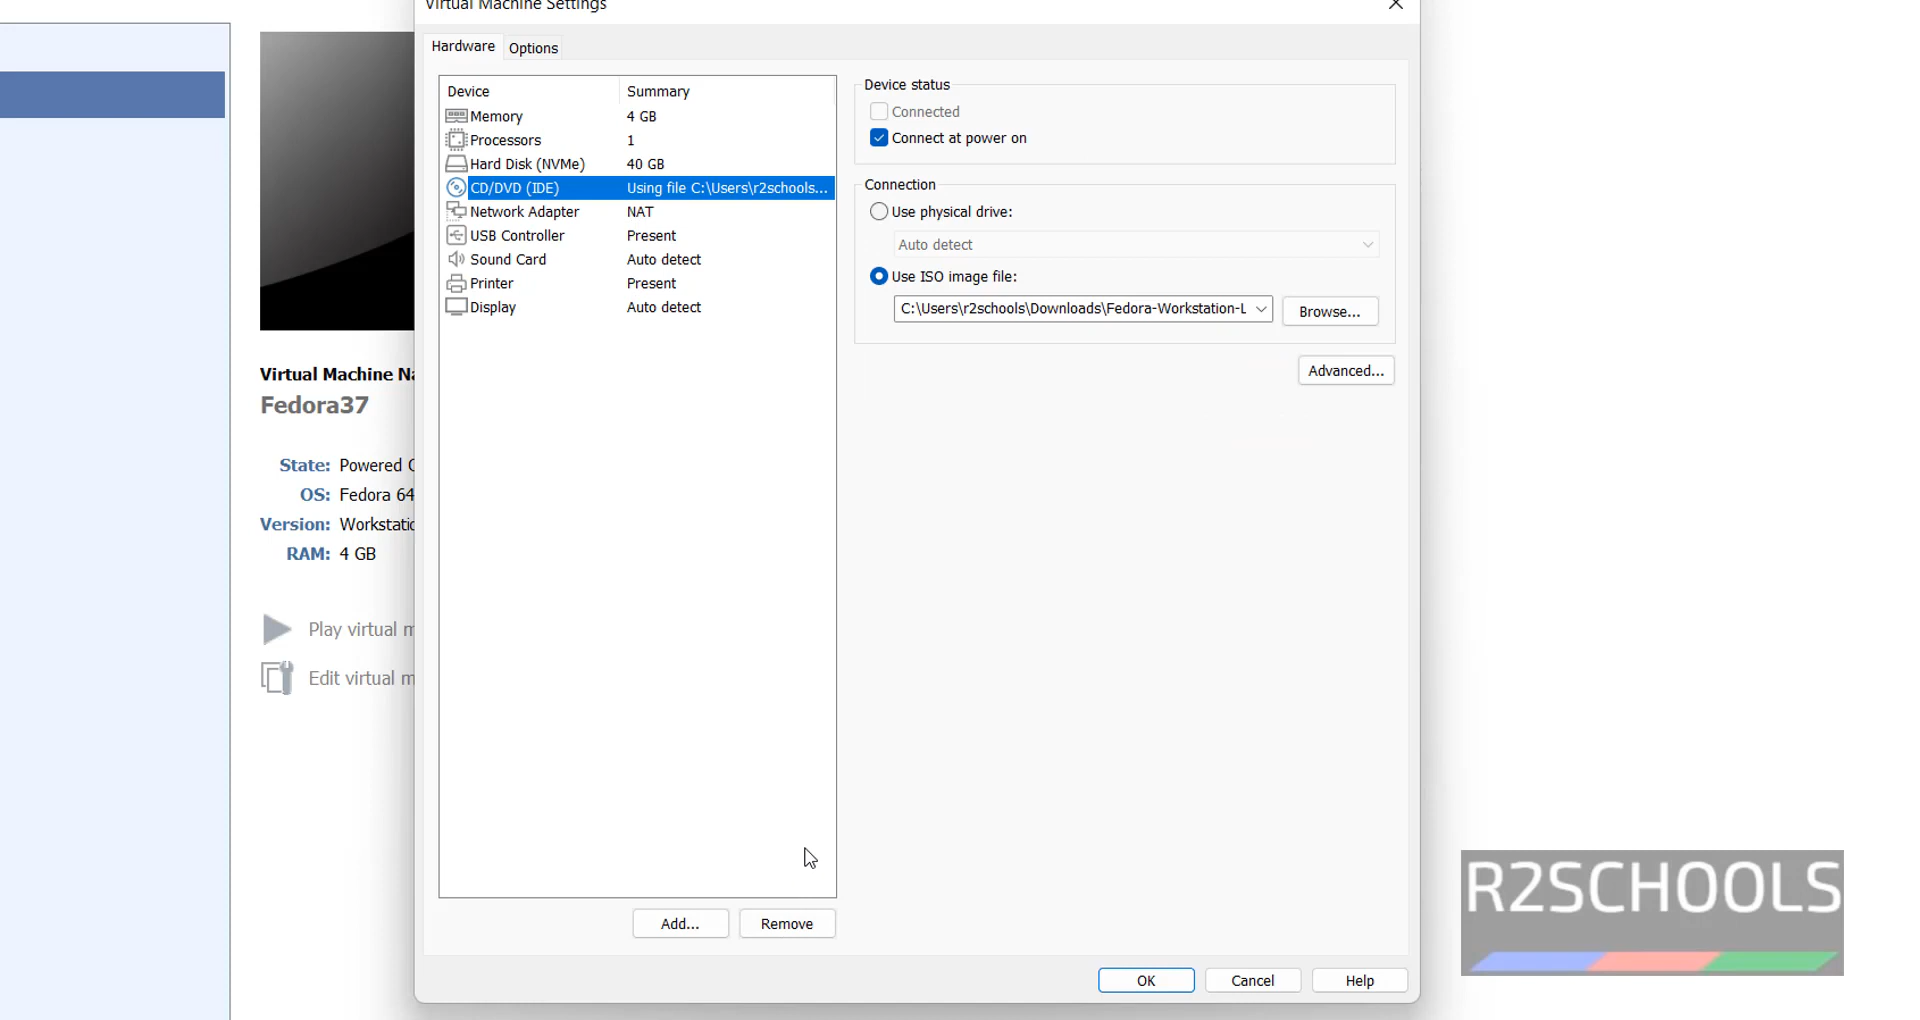 Virtual Machine Settings
Hardware
Options
Device Summary
Memory 4 GB
Processors 1
Hard Disk (NVMe) 40 GB
CD/DVD (IDE) Using file C:\Users\r2schools...
Network Adapter NAT
USB Controller Present
Sound Card Auto detect
Printer Present
Display Auto detect
Add...
Remove
Device status
Connected
Connect at power on
Connection
Use physical drive:
Auto detect
Use ISO image file:
C:\Users\r2schools\Downloads\Fedora-Workstation-L
Browse...
Advanced...
OK
Cancel
Help
Virtual Machine Na
Fedora37
State: Powered
OS: Fedora 64
Version: Workstatio
RAM: 4 GB
Play virtual m
Edit virtual m
R2SCHOOLS